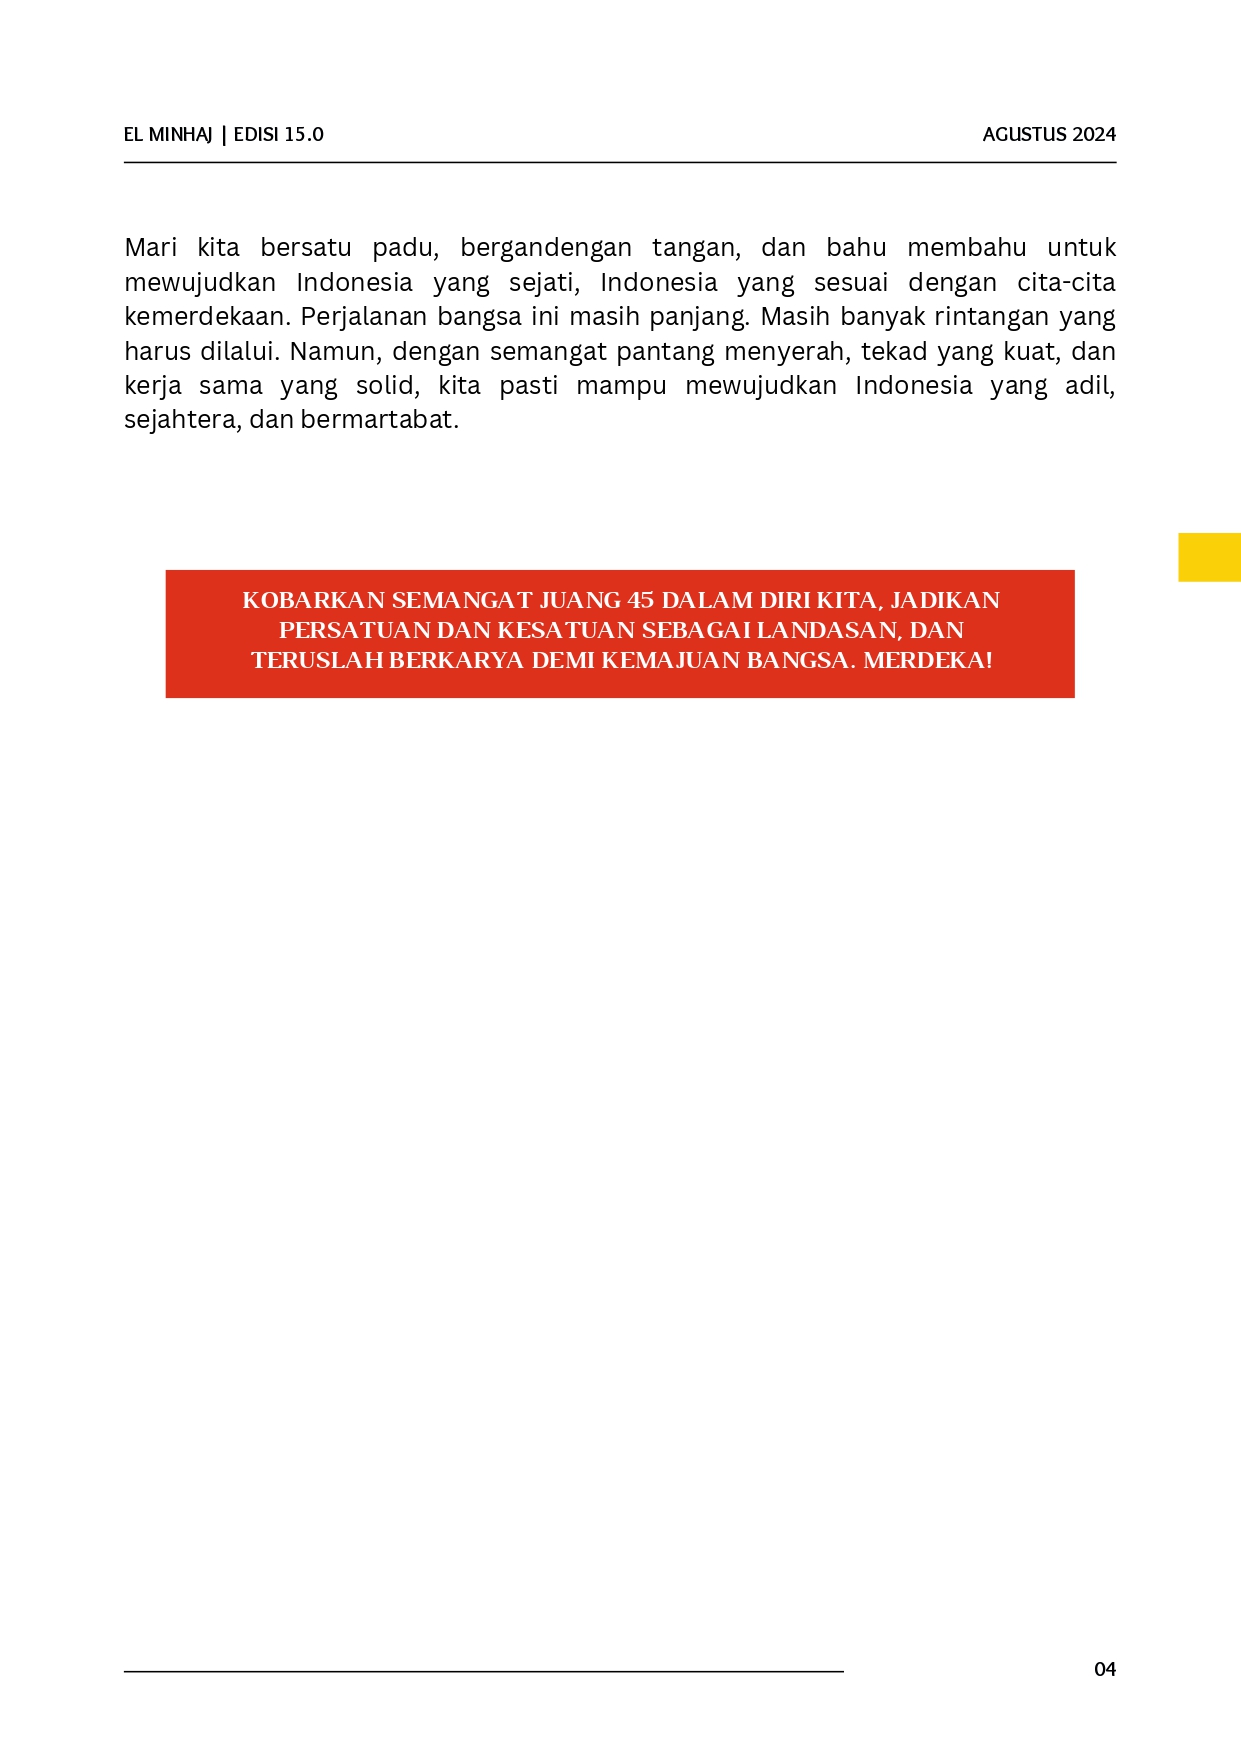 EL MINHAJ | EDISI 15.0
AGUSTUS 2024
Mari kita bersatu padu, bergandengan tangan, dan bahu membahu untuk
mewujudkan Indonesia yang sejati, Indonesia yang sesuai dengan cita-cita
kemerdekaan. Perjalanan bangsa ini masih panjang. Masih banyak rintangan yang
harus dilalui. Namun, dengan semangat pantang menyerah, tekad yang kuat, dan
kerja sama yang solid, kita pasti mampu mewujudkan Indonesia yang adil,
sejahtera, dan bermartabat.
KOBARKAN SEMANGAT JUANG 45 DALAM DIRI KITA, JADIKAN
PERSATUAN DAN KESATUAN SEBAGAI LANDASAN, DAN
TERUSLAH BERKARYA DEMI KEMAJUAN BANGSA. MERDEKA!
04